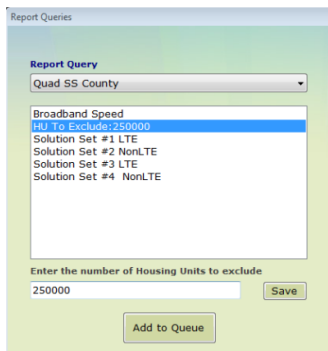 Report Queries
Report Query
Quad SS County
Broadband Speed
HU To Exclude:250000
Solution Set #1 LTE
Solution Set #2 NonLTE
Solution Set #3 LTE
Solution Set #4  NonLTE
Enter the number of Housing Units to exclude
250000
Save
Add to Queue